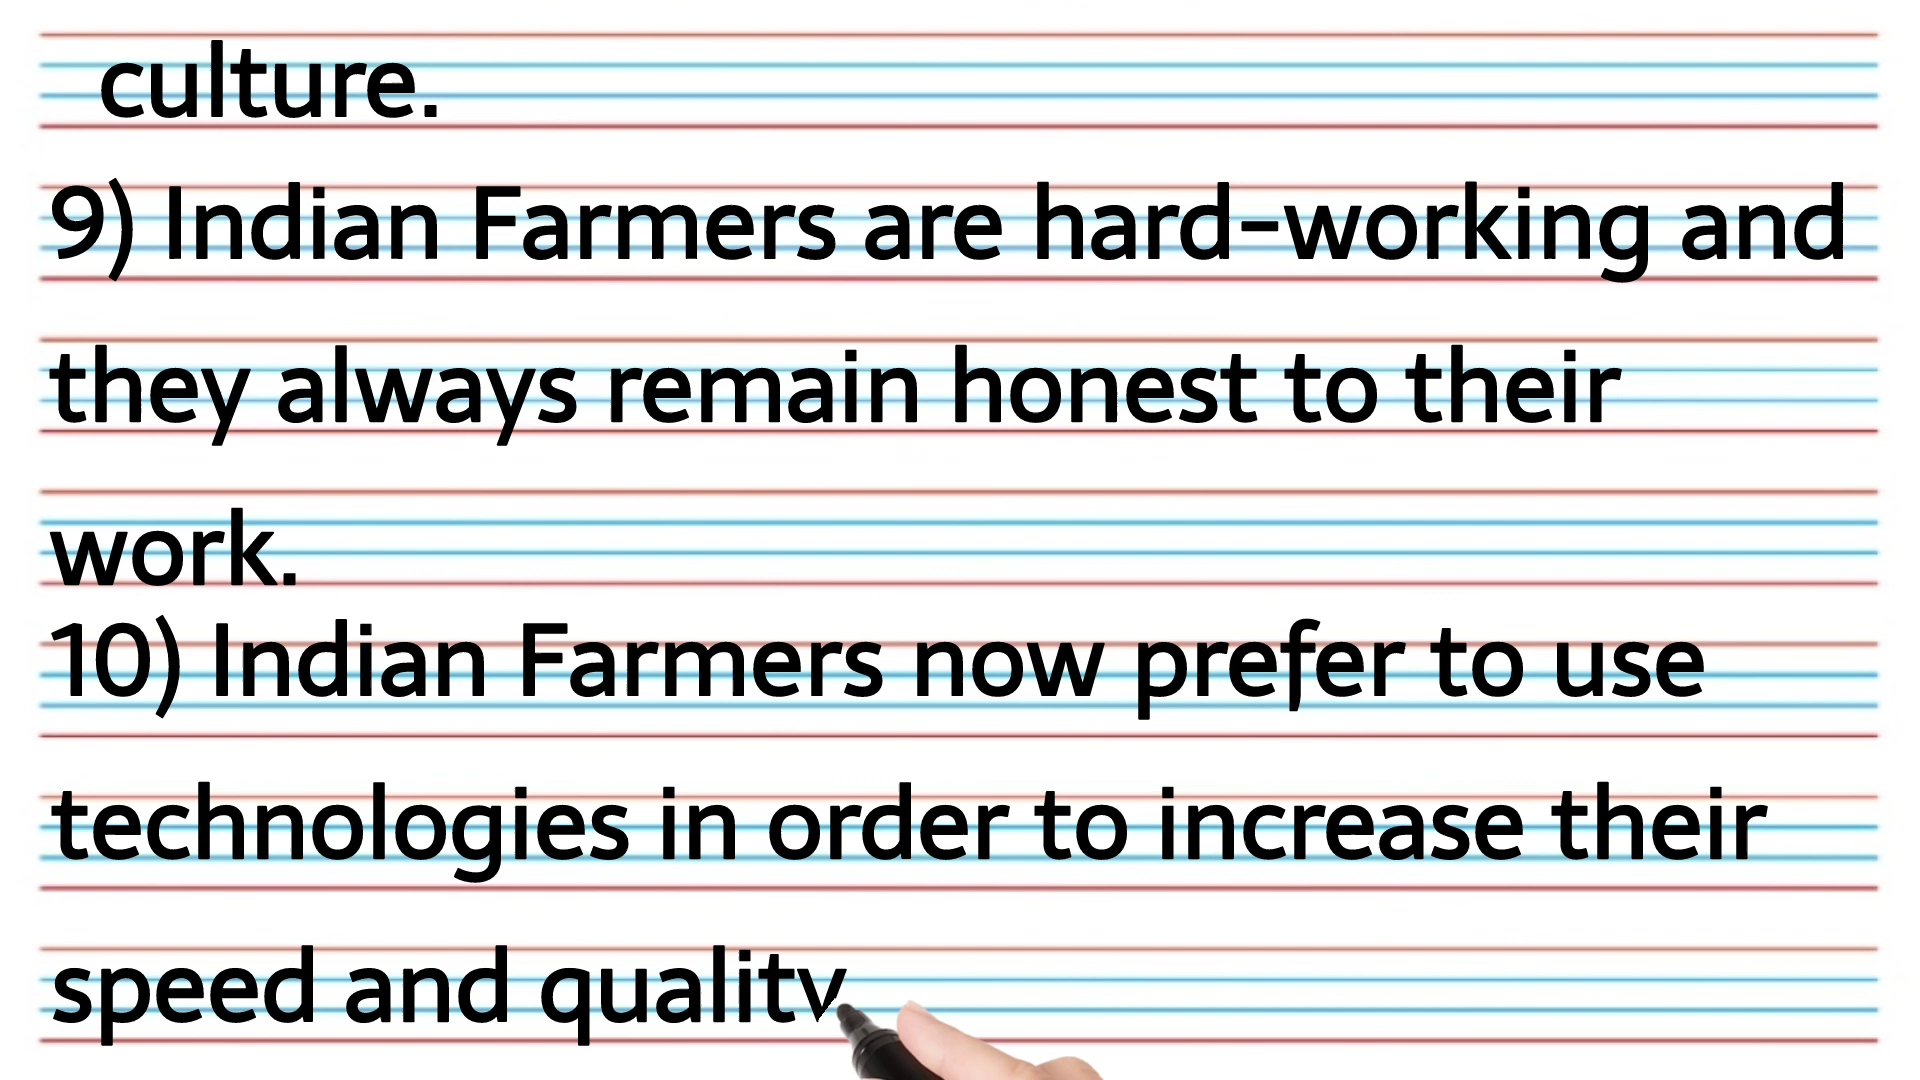 culture.
9) Indian Farmers are hard-working and
they always remain honest to their
work.
10) Indian Farmers now prefer to use
technologies in order to increase their
speed and quality